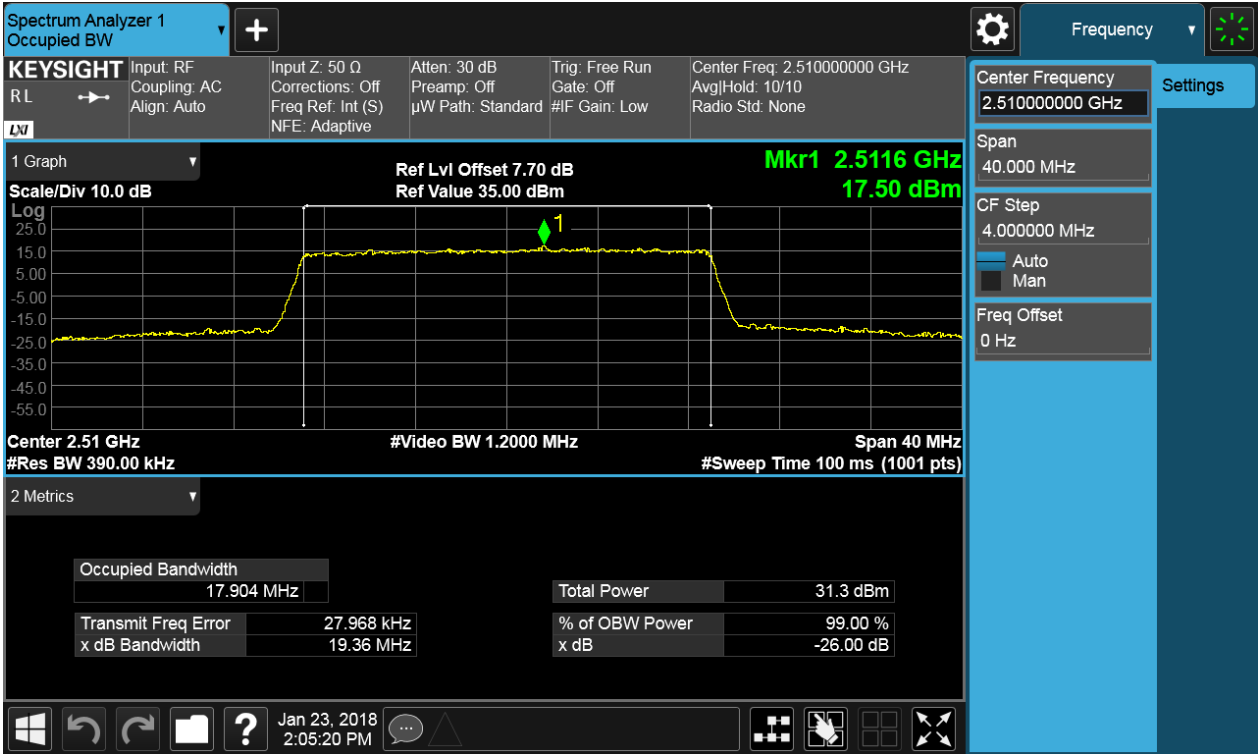 Spectrum Analyzer 1
Occupied BW
+
Frequency
KEYSIGHT
R L
LXI
Input: RF
Coupling: AC
Align: Auto
Input Z: 50 Ω
Corrections: Off
Freq Ref: Int (S)
NFE: Adaptive
Atten: 30 dB
Preamp: Off
µW Path: Standard
Trig: Free Run
Gate: Off
#IF Gain: Low
Center Freq: 2.510000000 GHz
Avg|Hold: 10/10
Radio Std: None
Center Frequency
2.510000000 GHz
Settings
Span
40.000 MHz
CF Step
4.000000 MHz
Auto
Man
Freq Offset
0 Hz
1 Graph
Scale/Div 10.0 dB
Ref Lvl Offset 7.70 dB
Ref Value 35.00 dBm
Mkr1 2.5116 GHz
17.50 dBm
Log
25.0
15.0
5.00
-5.00
-15.0
-25.0
-35.0
-45.0
-55.0
1
Center 2.51 GHz
#Video BW 1.2000 MHz
Span 40 MHz
#Res BW 390.00 kHz
#Sweep Time 100 ms (1001 pts)
2 Metrics
Occupied Bandwidth
17.904 MHz
Total Power 31.3 dBm
Transmit Freq Error 27.968 kHz
% of OBW Power 99.00 %
x dB Bandwidth 19.36 MHz
x dB -26.00 dB
?
Jan 23, 2018
2:05:20 PM